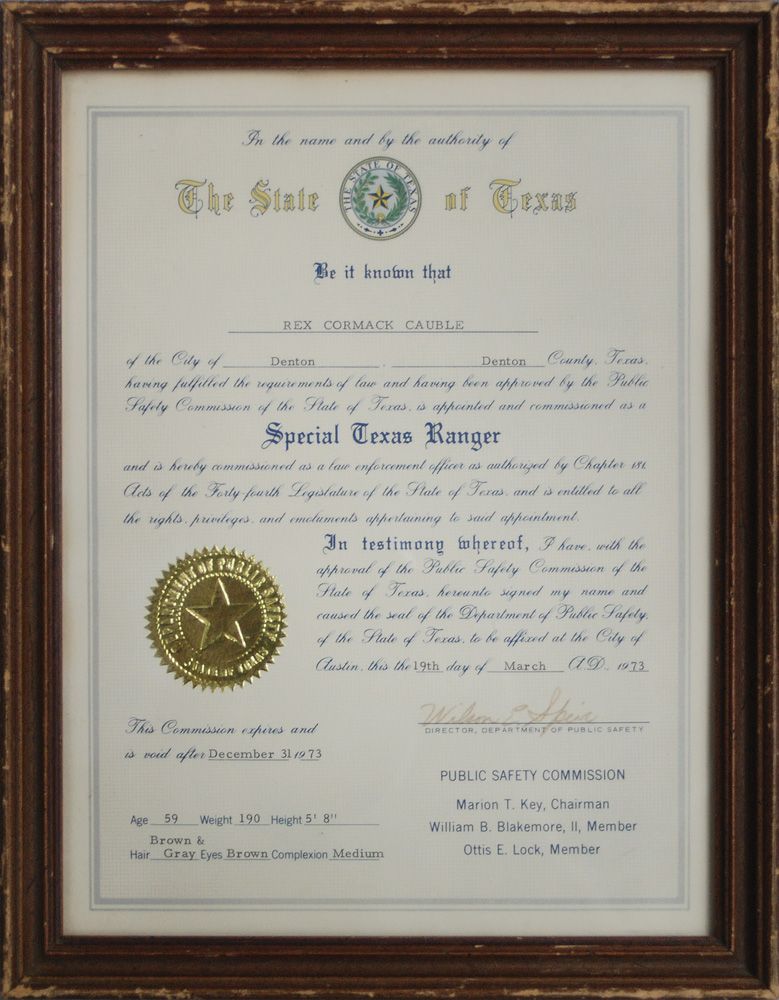 In the name and by the authority of
The State of Texas
THE STATE OF TEXAS
Be it known that
REX CORMACK CAUBLE
of the City of Denton, Denton County, Texas,
having fulfilled the requirements of law and having been approved by the Public
Safety Commission of the State of Texas, is appointed and commissioned as a
Special Texas Ranger
and is hereby commissioned as a law enforcement officer as authorized by Chapter 181,
Acts of the Forty-fourth Legislature of the State of Texas, and is entitled to all
the rights, privileges, and emoluments appertaining to said appointment.
In testimony whereof, I have, with the
approval of the Public Safety Commission of the
State of Texas, hereunto signed my name and
caused the seal of the Department of Public Safety,
of the State of Texas, to be affixed at the City of
Austin, this the 19th day of March A.D., 1973
DEPARTMENT OF PUBLIC SAFETY
STATE OF TEXAS
Wilson E. Speir
DIRECTOR, DEPARTMENT OF PUBLIC SAFETY
This Commission expires and
is void after December 31 1973
PUBLIC SAFETY COMMISSION
Marion T. Key, Chairman
William B. Blakemore, II, Member
Ottis E. Lock, Member
Age 59 Weight 190 Height 5' 8"
Brown &
Hair Gray Eyes Brown Complexion Medium